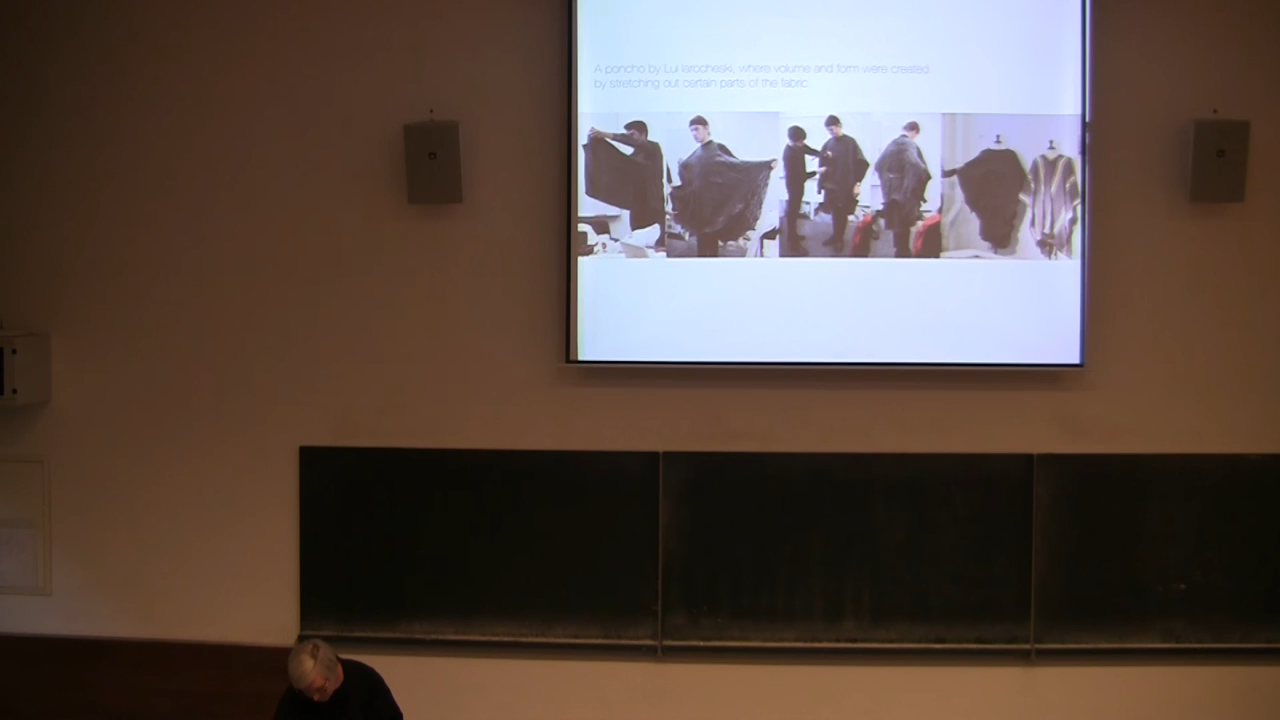 A poncho by Lui Iarocheski, where volume and form were created
by stretching out certain parts of the fabric.